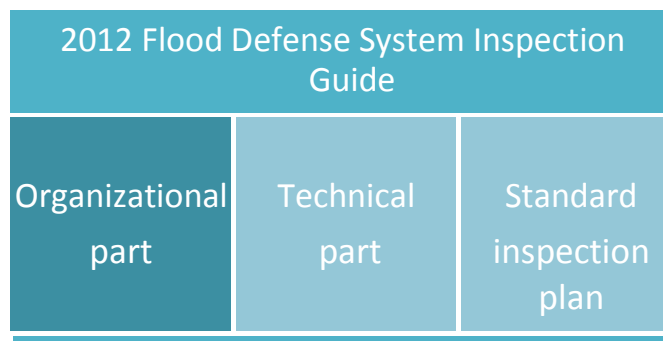 2012 Flood Defense System Inspection
Guide
Organizational
part
Technical
part
Standard
inspection
plan